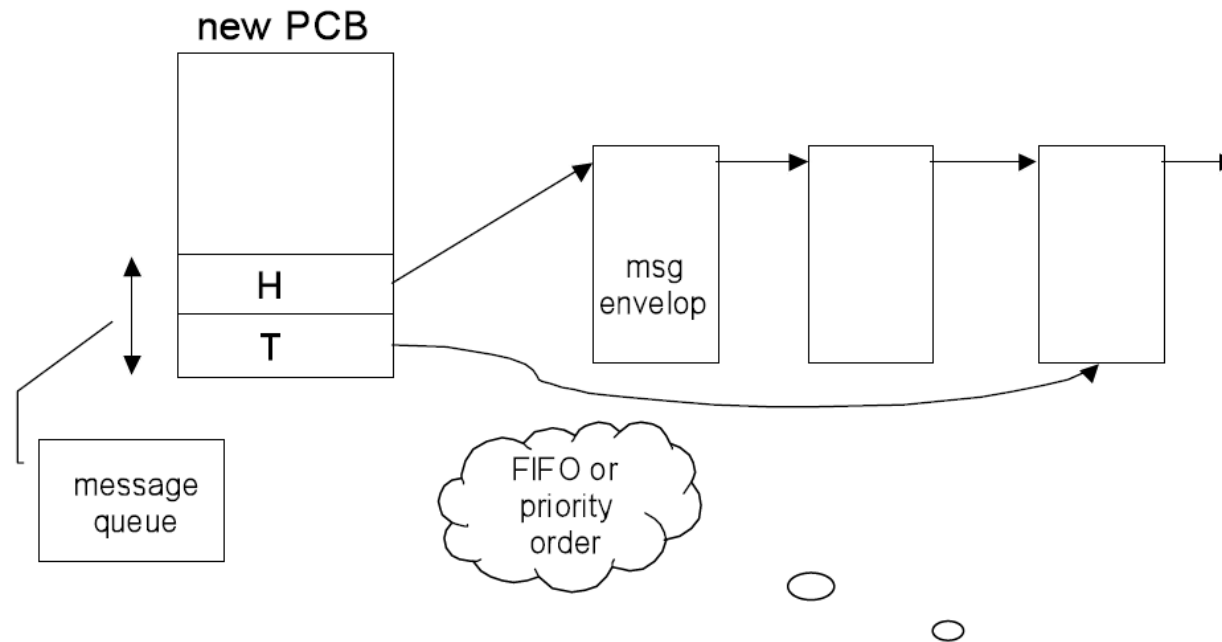 new PCB
H
T
msg
envelop
message
queue
FIFO or
priority
order